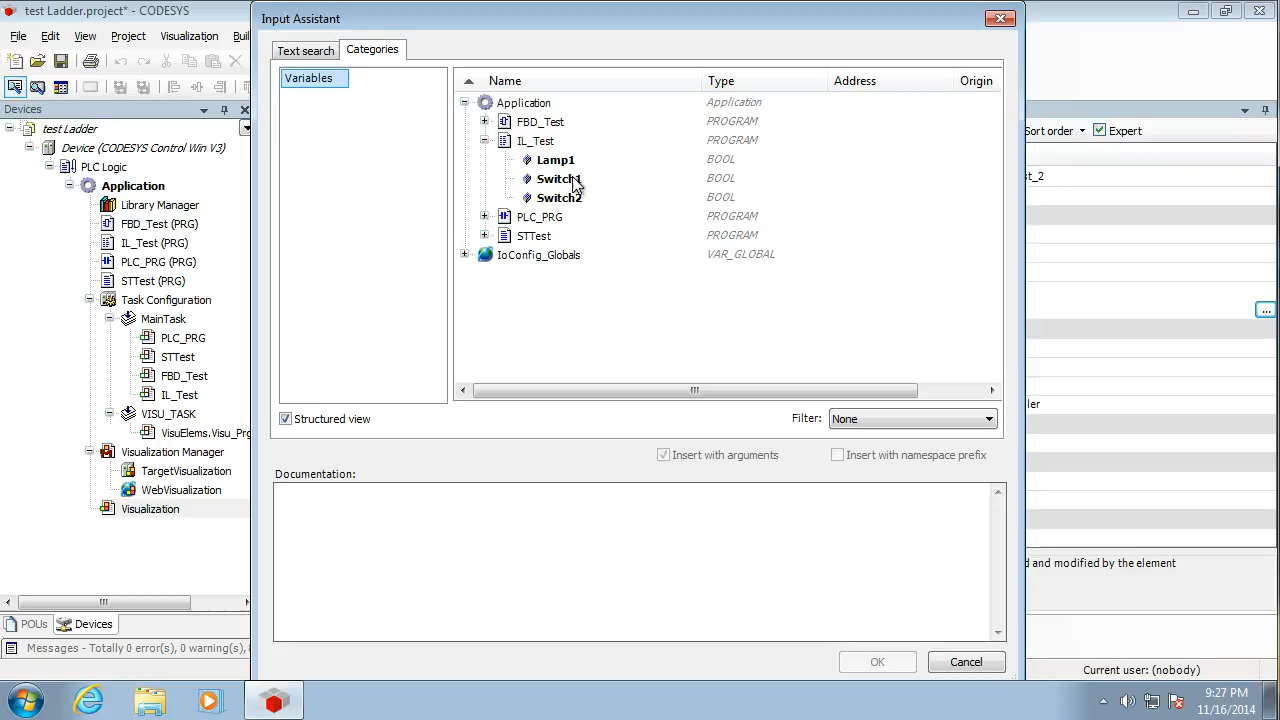 test Ladder.project* - CODESYS
File Edit View Project Visualization
Devices
test Ladder
Device (CODESYS Control Win V3)
PLC Logic
Application
Library Manager
FBD_Test (PRG)
IL_Test (PRG)
PLC_PRG (PRG)
STTest (PRG)
Task Configuration
MainTask
PLC_PRG
STTest
FBD_Test
IL_Test
VISU_TASK
VisuElems.Visu_Prg
Visualization Manager
TargetVisualization
WebVisualization
Visualization
POUs Devices
Messages - Totally 0 error(s), 0 warning(s),
Input Assistant
Text search Categories
Variables
Name Type Address Origin
Application Application
FBD_Test PROGRAM
IL_Test PROGRAM
Lamp1 BOOL
Switch1 BOOL
Switch2 BOOL
PLC_PRG PROGRAM
STTest PROGRAM
IoConfig_Globals VAR_GLOBAL
Structured view
Filter: None
Insert with arguments Insert with namespace prefix
Documentation:
OK Cancel
Sort order Expert
...
and modified by the element
Current user: (nobody)
9:27 PM
11/16/2014